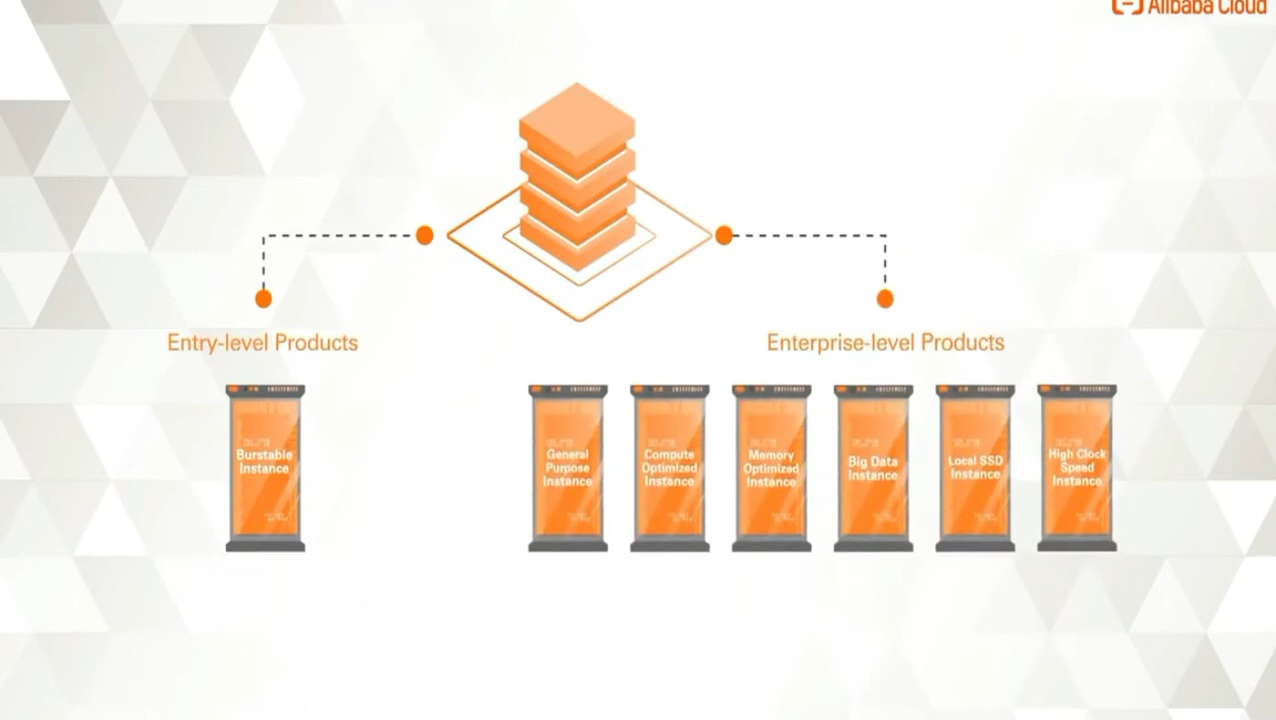 Alibaba Cloud
Entry-level Products
Enterprise-level Products
Burstable
Instance
General
Purpose
Instance
Compute
Optimized
Instance
Memory
Optimized
Instance
Big Data
Instance
Local SSD
Instance
High Clock
Speed
Instance